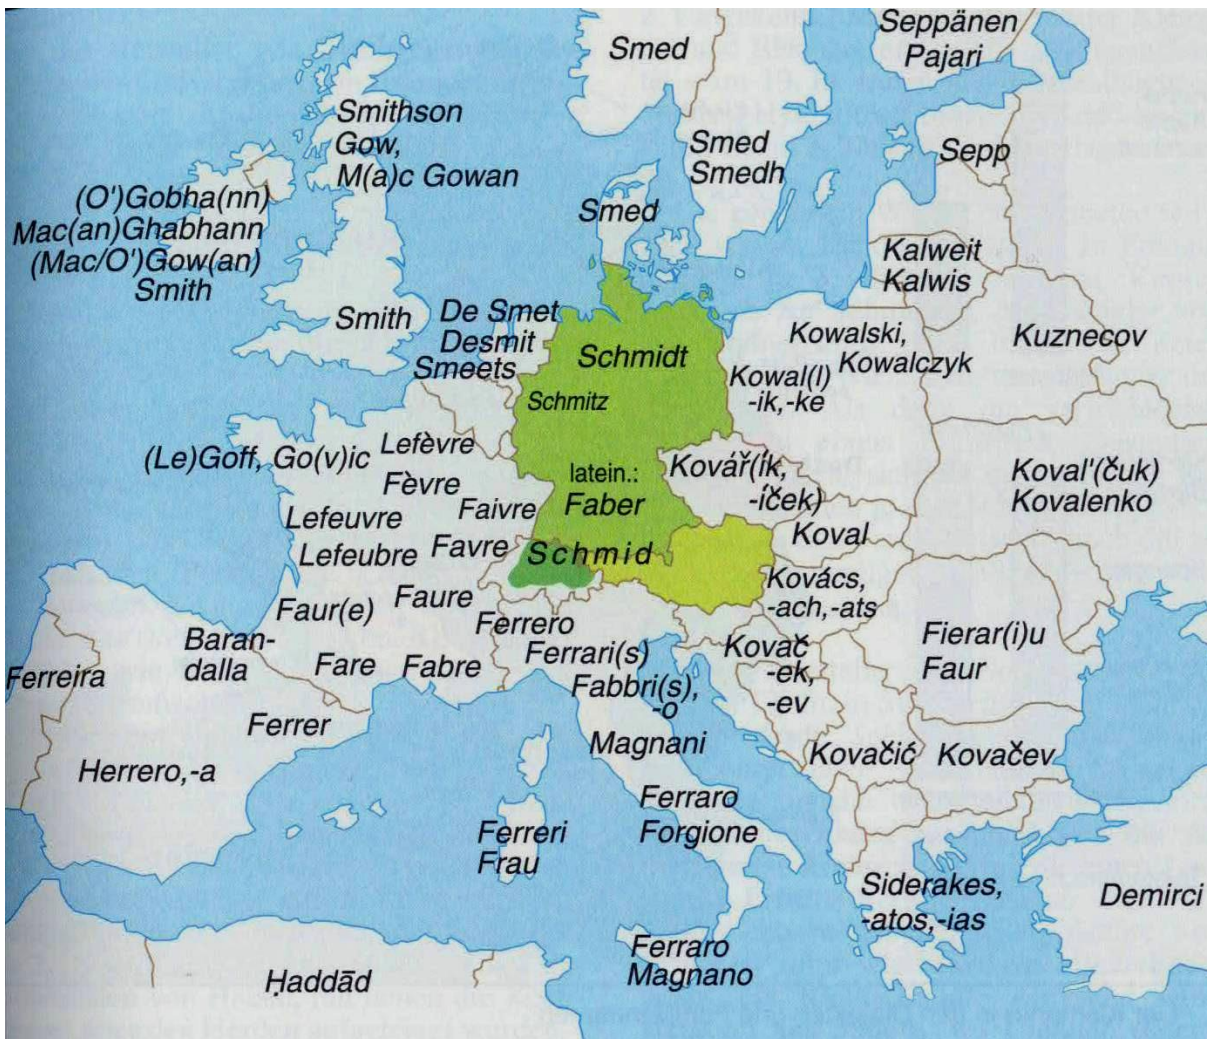 Seppänen
Pajari
Smed
Smithson
Gow,
M(a)c Gowan
Smed
Smedh
Sepp
(O')Gobha(nn)
Mac(an)Ghabhann
(Mac/O')Gow(an)
Smith
Smed
Kalweit
Kalwis
Smith
De Smet
Desmit
Smeets
Schmidt
Schmitz
Kowalski,
Kowalczyk
Kowal(l)
-ik,-ke
Kuznecov
(Le)Goff, Go(v)ic
Lefèvre
Fèvre
Faivre
Lefeuvre
Lefeubre
Favre
latein.:
Faber
Schmid
Kovář(ík,
-íček)
Koval
Koval'(čuk)
Kovalenko
Kovács,
-ach,-ats
Faur(e)
Faure
Baran-
dalla
Fare
Fabre
Ferrero
Ferrari(s)
Fabbri(s),
-o
Kovač
-ek,
-ev
Fierar(i)u
Faur
Ferreira
Ferrer
Herrero,-a
Magnani
Kovačić
Kovačev
Ferraro
Forgione
Ferreri
Frau
Siderakes,
-atos,-ias
Demirci
Ferraro
Magnano
Haddād